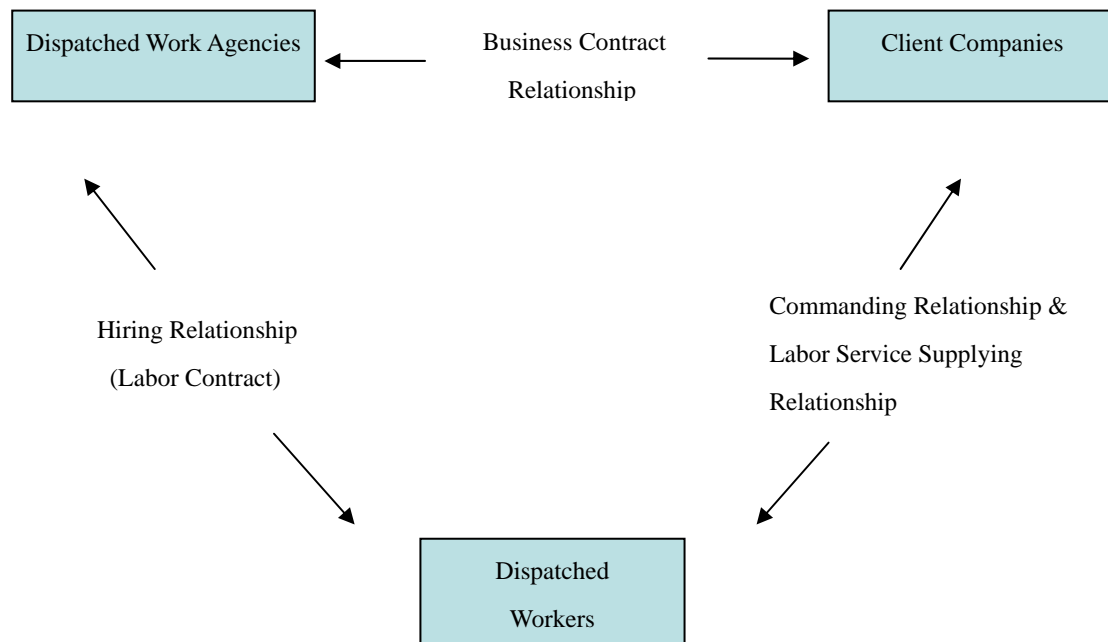 Dispatched Work Agencies
Business Contract
Relationship
Client Companies
Hiring Relationship
(Labor Contract)
Commanding Relationship &
Labor Service Supplying
Relationship
Dispatched
Workers